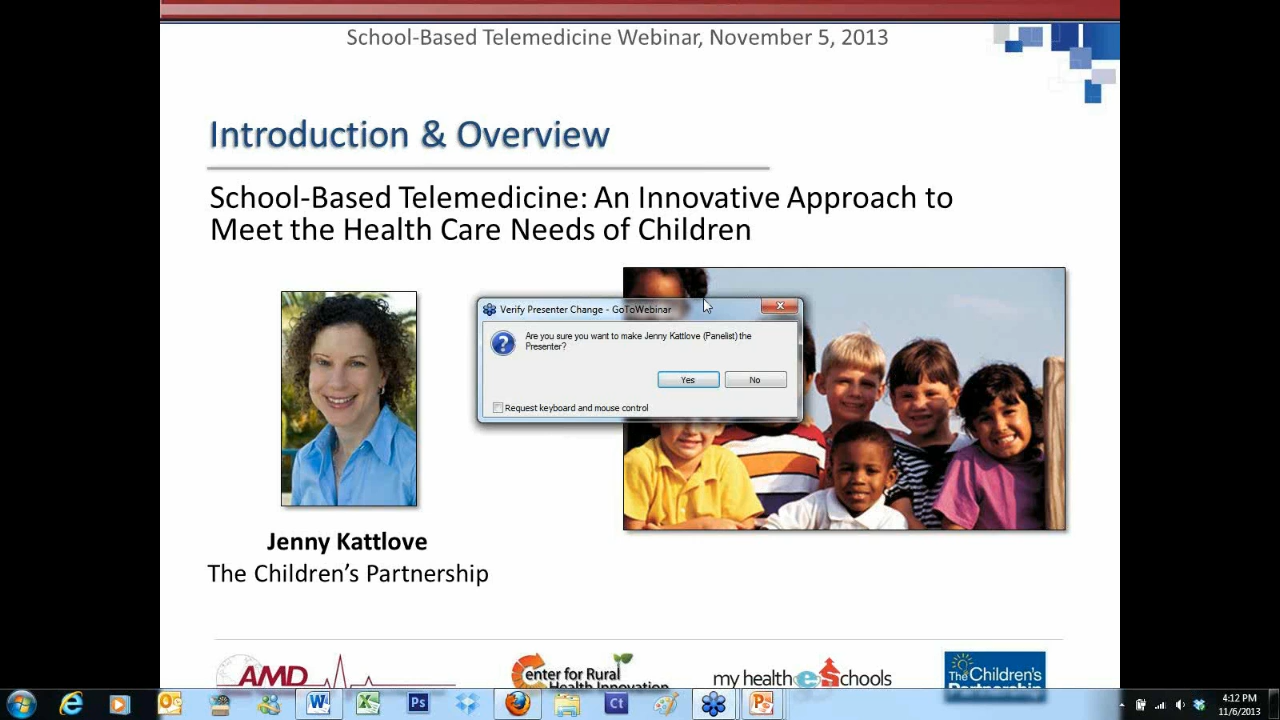 School-Based Telemedicine Webinar, November 5, 2013
Introduction & Overview
School-Based Telemedicine: An Innovative Approach to
Meet the Health Care Needs of Children
Verify Presenter Change - GoToWebinar
Are you sure you want to make Jenny Kattlove (Panelist) the
Presenter?
Yes
No
Request keyboard and mouse control
Jenny Kattlove
The Children's Partnership
AMD
Center for Rural
Health Innovation
my health e Schools
The Children's
Partnership
Ps
Ct
4:12 PM
11/6/2013